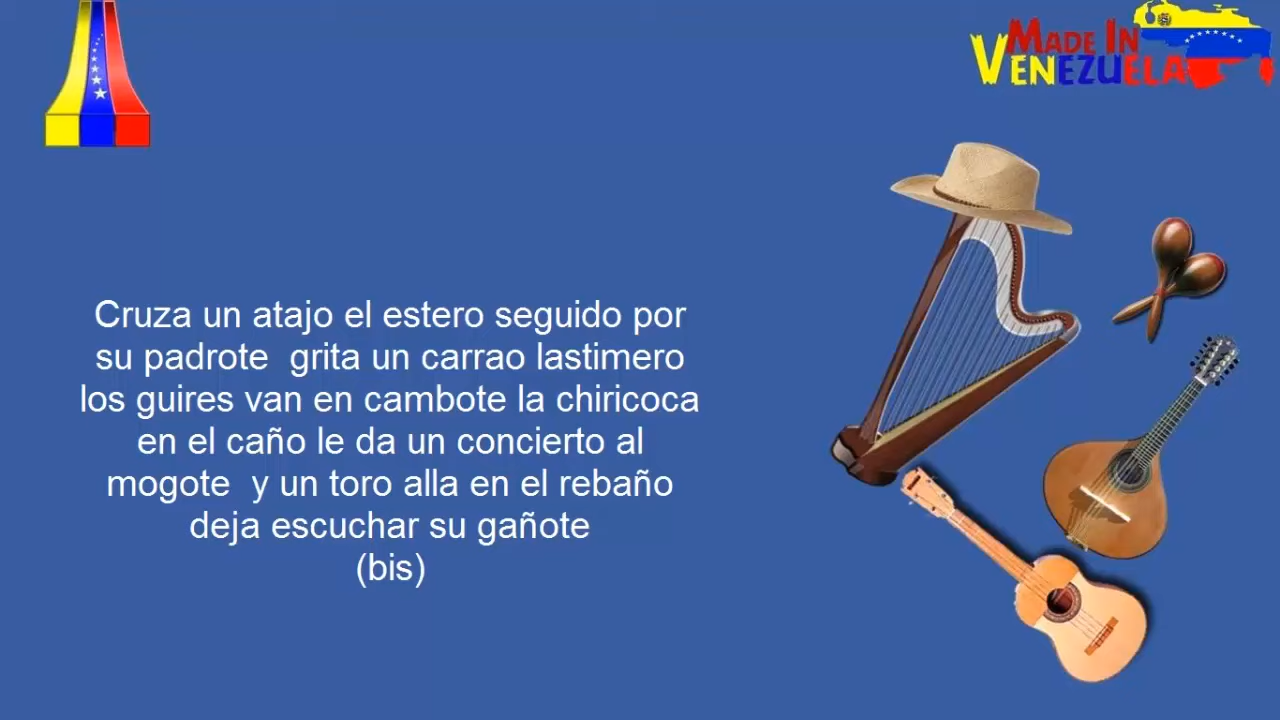 MADE IN
VENEZUELA
Cruza un atajo el estero seguido por
su padrote  grita un carrao lastimero
los guires van en cambote la chiricoca
en el caño le da un concierto al
mogote  y un toro alla en el rebaño
deja escuchar su gañote
(bis)